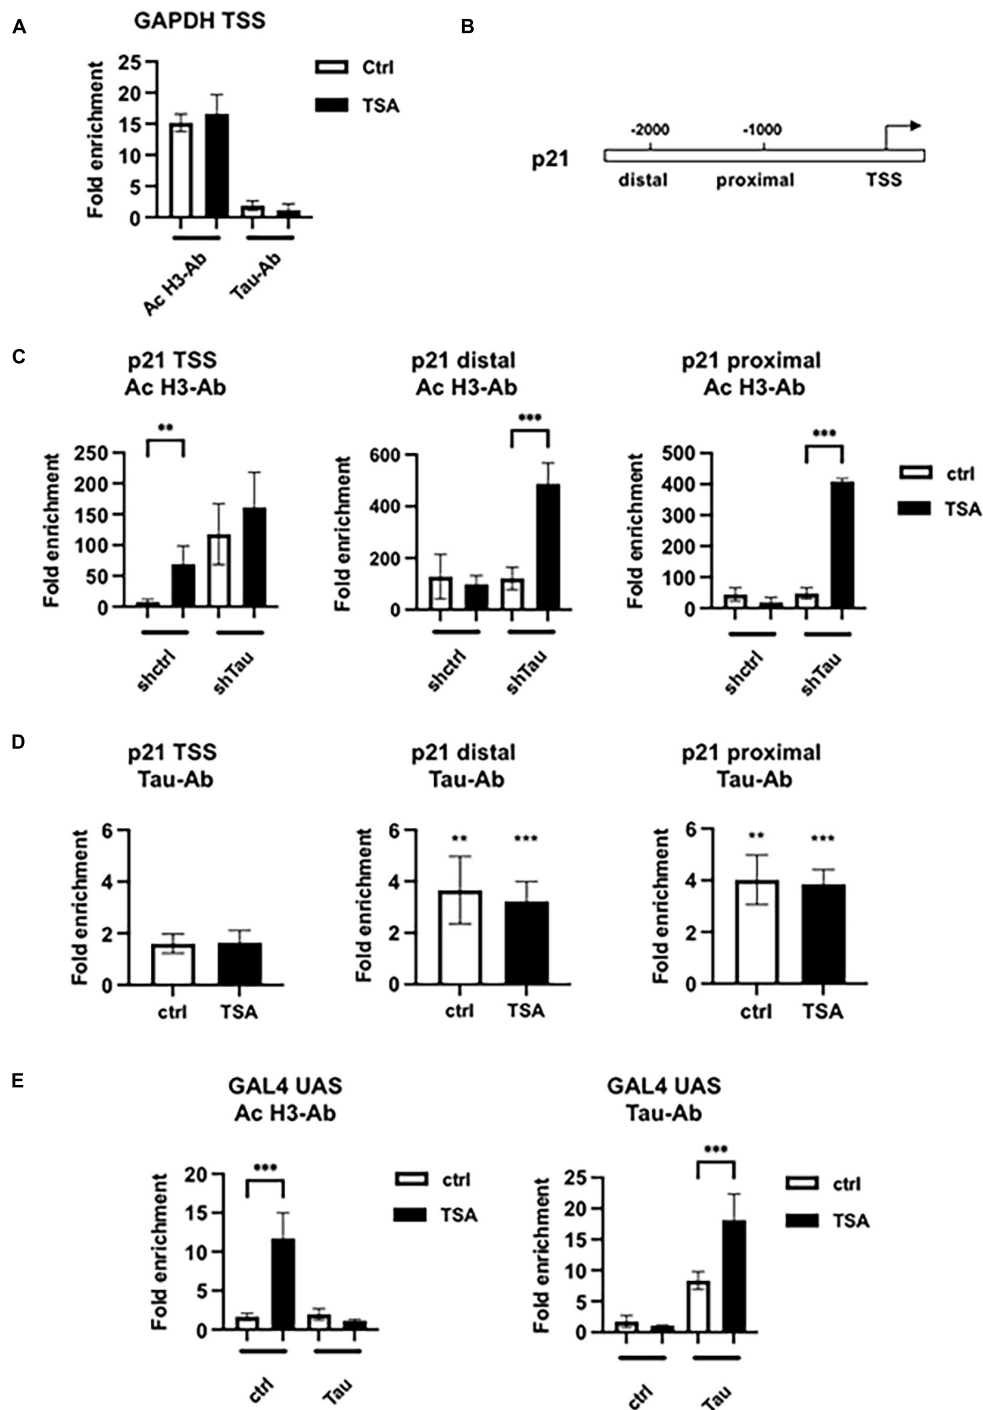 A
GAPDH TSS
Fold enrichment
25
20
15
10
5
0
Ac H3-Ab
Tau-Ab
Ctrl
TSA
B
p21
-2000
-1000
distal
proximal
TSS
C
p21 TSS
Ac H3-Ab
**
Fold enrichment
250
200
150
100
50
0
shctrl
shTau
p21 distal
Ac H3-Ab
***
Fold enrichment
600
400
200
0
shctrl
shTau
p21 proximal
Ac H3-Ab
***
Fold enrichment
500
400
300
200
100
0
shctrl
shTau
ctrl
TSA
D
p21 TSS
Tau-Ab
Fold enrichment
6
4
2
0
ctrl
TSA
p21 distal
Tau-Ab
** ***
Fold enrichment
6
4
2
0
ctrl
TSA
p21 proximal
Tau-Ab
** ***
Fold enrichment
6
4
2
0
ctrl
TSA
E
GAL4 UAS
Ac H3-Ab
***
Fold enrichment
20
15
10
5
0
ctrl
Tau
ctrl
TSA
GAL4 UAS
Tau-Ab
***
Fold enrichment
25
20
15
10
5
0
ctrl
Tau
ctrl
TSA